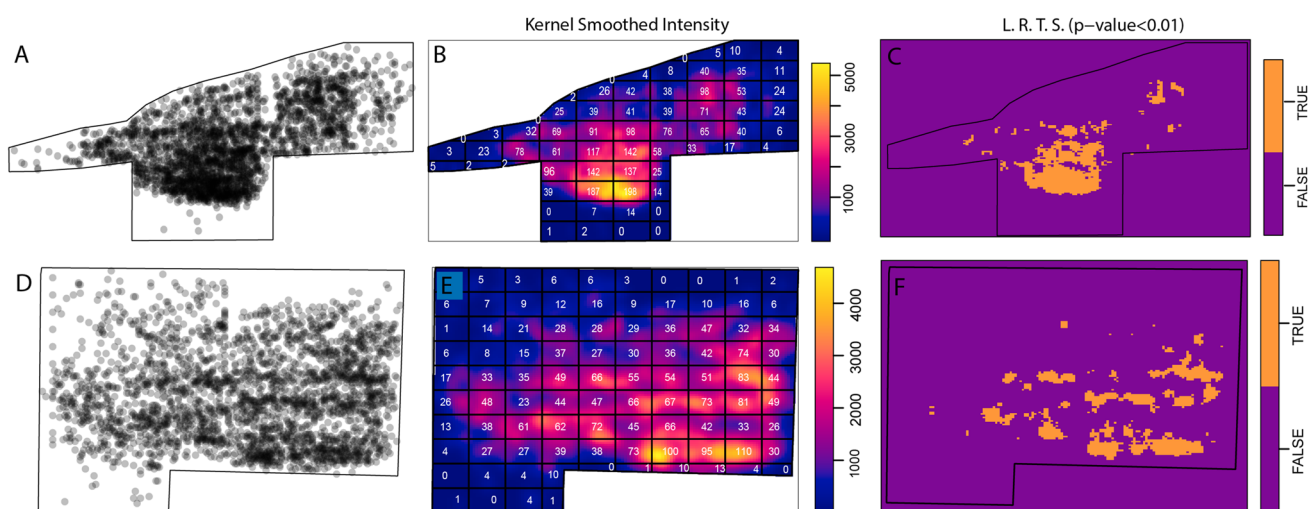 Kernel Smoothed Intensity
L. R. T. S. (p−value<0.01)
A
B
C
0 5 10 4
0 4 8 40 35 11
2 26 42 38 98 53 24
0 25 39 41 39 71 43 24
0 3 32 69 91 98 76 65 40 6
3 23 78 61 117 142 58 33 17 4
5 2 2 96 142 137 25
39 187 198 14
0 7 14 0
1 2 0 0
1000 3000 5000
FALSE TRUE
D
E
F
5 3 6 6 3 0 0 1 2
6 7 9 12 16 9 17 10 16 6
1 14 21 28 28 29 36 47 32 34
6 8 15 37 27 30 36 42 74 30
17 33 35 49 66 55 54 51 83 44
26 48 23 44 47 66 67 73 81 49
13 38 61 62 72 45 66 42 33 26
4 27 27 39 38 73 100 95 110 30
0 4 4 10 0 1 10 13 4 0
1 0 4 1
1000 2000 3000 4000
FALSE TRUE